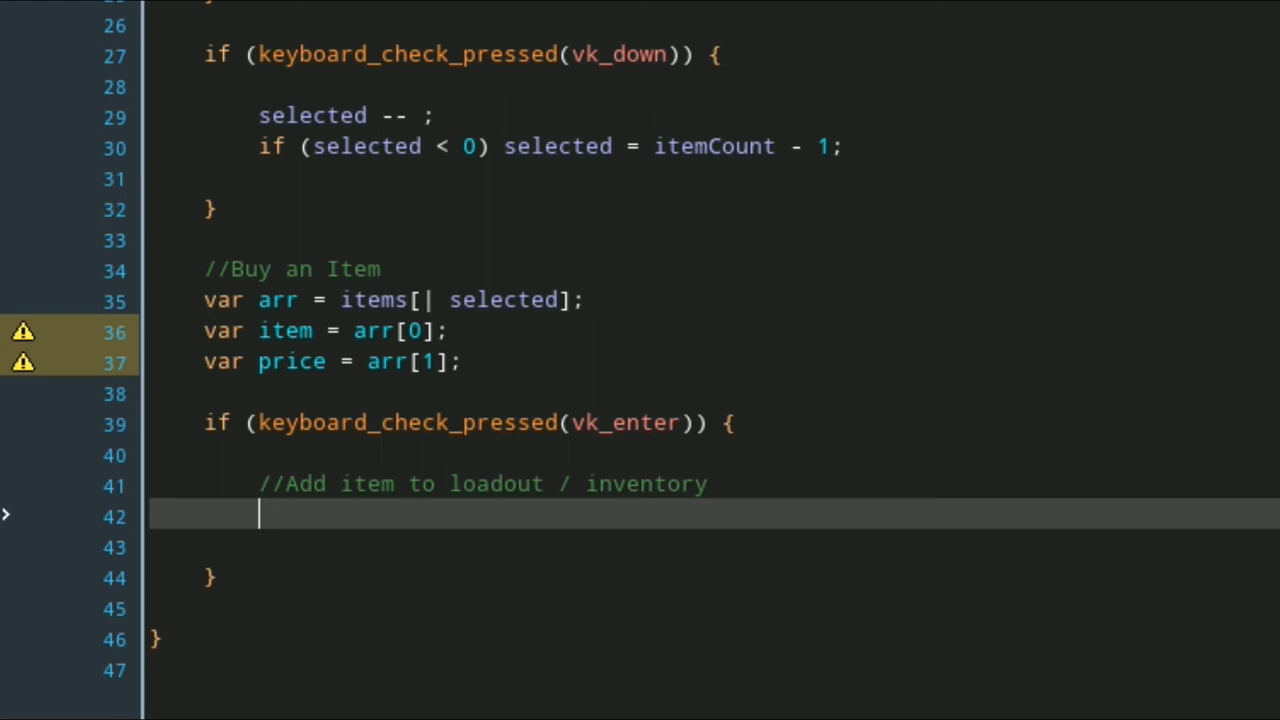 26
27 if (keyboard_check_pressed(vk_down)) {
28
29 selected -- ;
30 if (selected < 0) selected = itemCount - 1;
31
32 }
33
34 //Buy an Item
35 var arr = items[| selected];
36 var item = arr[0];
37 var price = arr[1];
38
39 if (keyboard_check_pressed(vk_enter)) {
40
41 //Add item to loadout / inventory
42
43
44 }
45
46 }
47